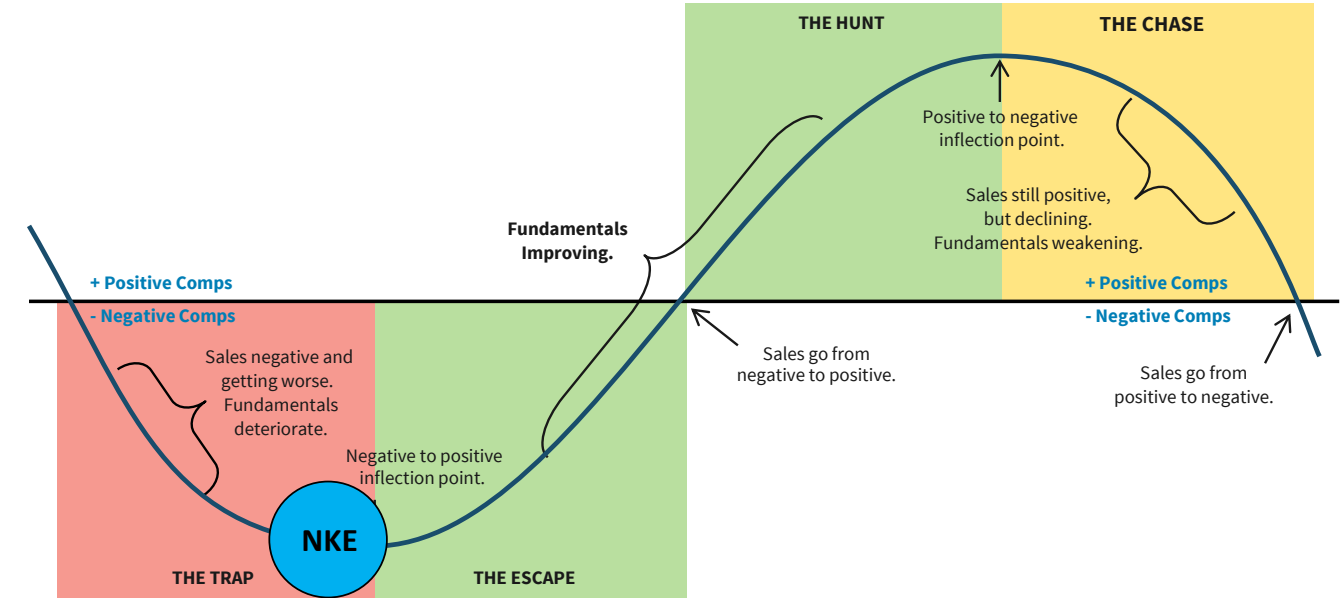 THE HUNT
THE CHASE
Positive to negative
inflection point.
Sales still positive,
but declining.
Fundamentals weakening.
Fundamentals
Improving.
+ Positive Comps
- Negative Comps
+ Positive Comps
- Negative Comps
Sales negative and
getting worse.
Fundamentals
deteriorate.
Sales go from
negative to positive.
Sales go from
positive to negative.
Negative to positive
inflection point.
NKE
THE TRAP
THE ESCAPE